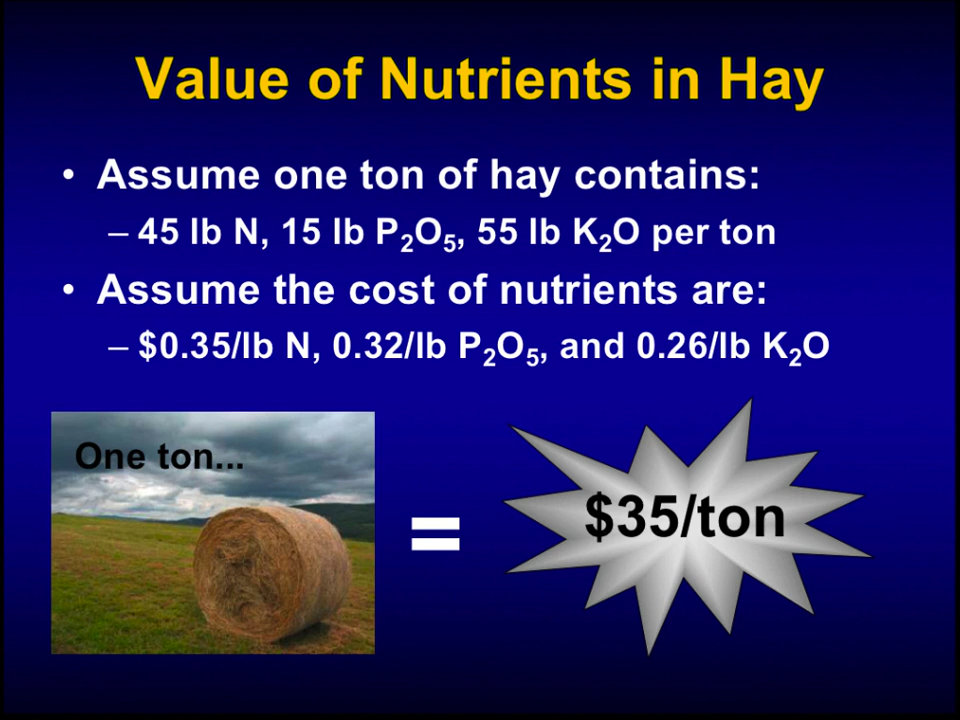 Value of Nutrients in Hay
• Assume one ton of hay contains:
– 45 lb N, 15 lb P₂O₅, 55 lb K₂O per ton
• Assume the cost of nutrients are:
– $0.35/lb N, 0.32/lb P₂O₅, and 0.26/lb K₂O
One ton...
= $35/ton